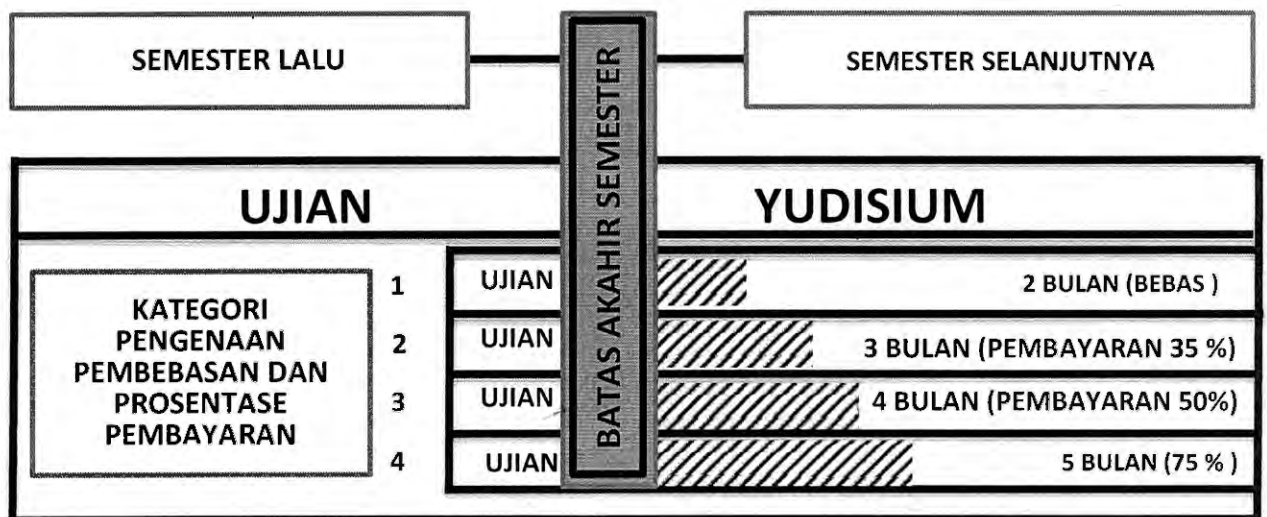 SEMESTER LALU
BATAS AKAHIR SEMESTER
SEMESTER SELANJUTNYA
UJIAN
YUDISIUM
KATEGORI
PENGENAAN
PEMBEBASAN DAN
PROSENTASE
PEMBAYARAN
1
UJIAN
2 BULAN (BEBAS )
2
UJIAN
3 BULAN (PEMBAYARAN 35 %)
3
UJIAN
4 BULAN (PEMBAYARAN 50%)
4
UJIAN
5 BULAN (75 % )